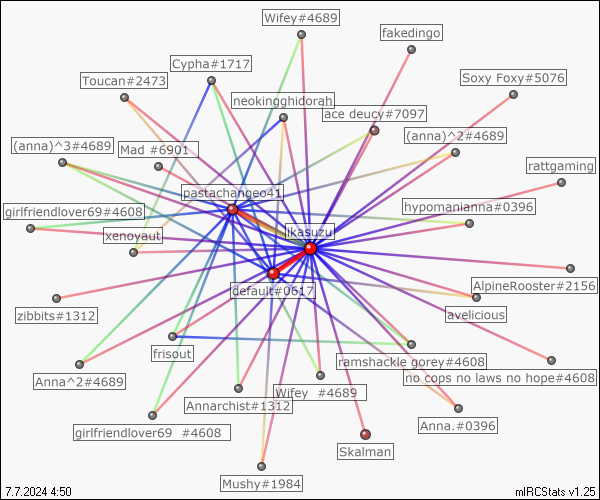 Wifey#4689
fakedingo
Cypha#1717
Toucan#2473
Soxy Foxy#5076
neokingghidorah
ace deucy#7097
(anna)^3#4689
Mad #6901
(anna)^2#4689
rattgaming
pastachangeo41
girlfriendlover69#4608
hypomanianna#0396
xenoyaut
ikasuzu
AlpineRooster#2156
default#0617
zibbits#1312
avelicious
frisout
ramshackle gorey#4608
Anna^2#4689
no cops no laws no hope#4608
Wifey #4689
Annarchist#1312
Anna.#0396
girlfriendlover69 #4608
Skalman
Mushy#1984
7.7.2024 4:50
mIRCStats v1.25